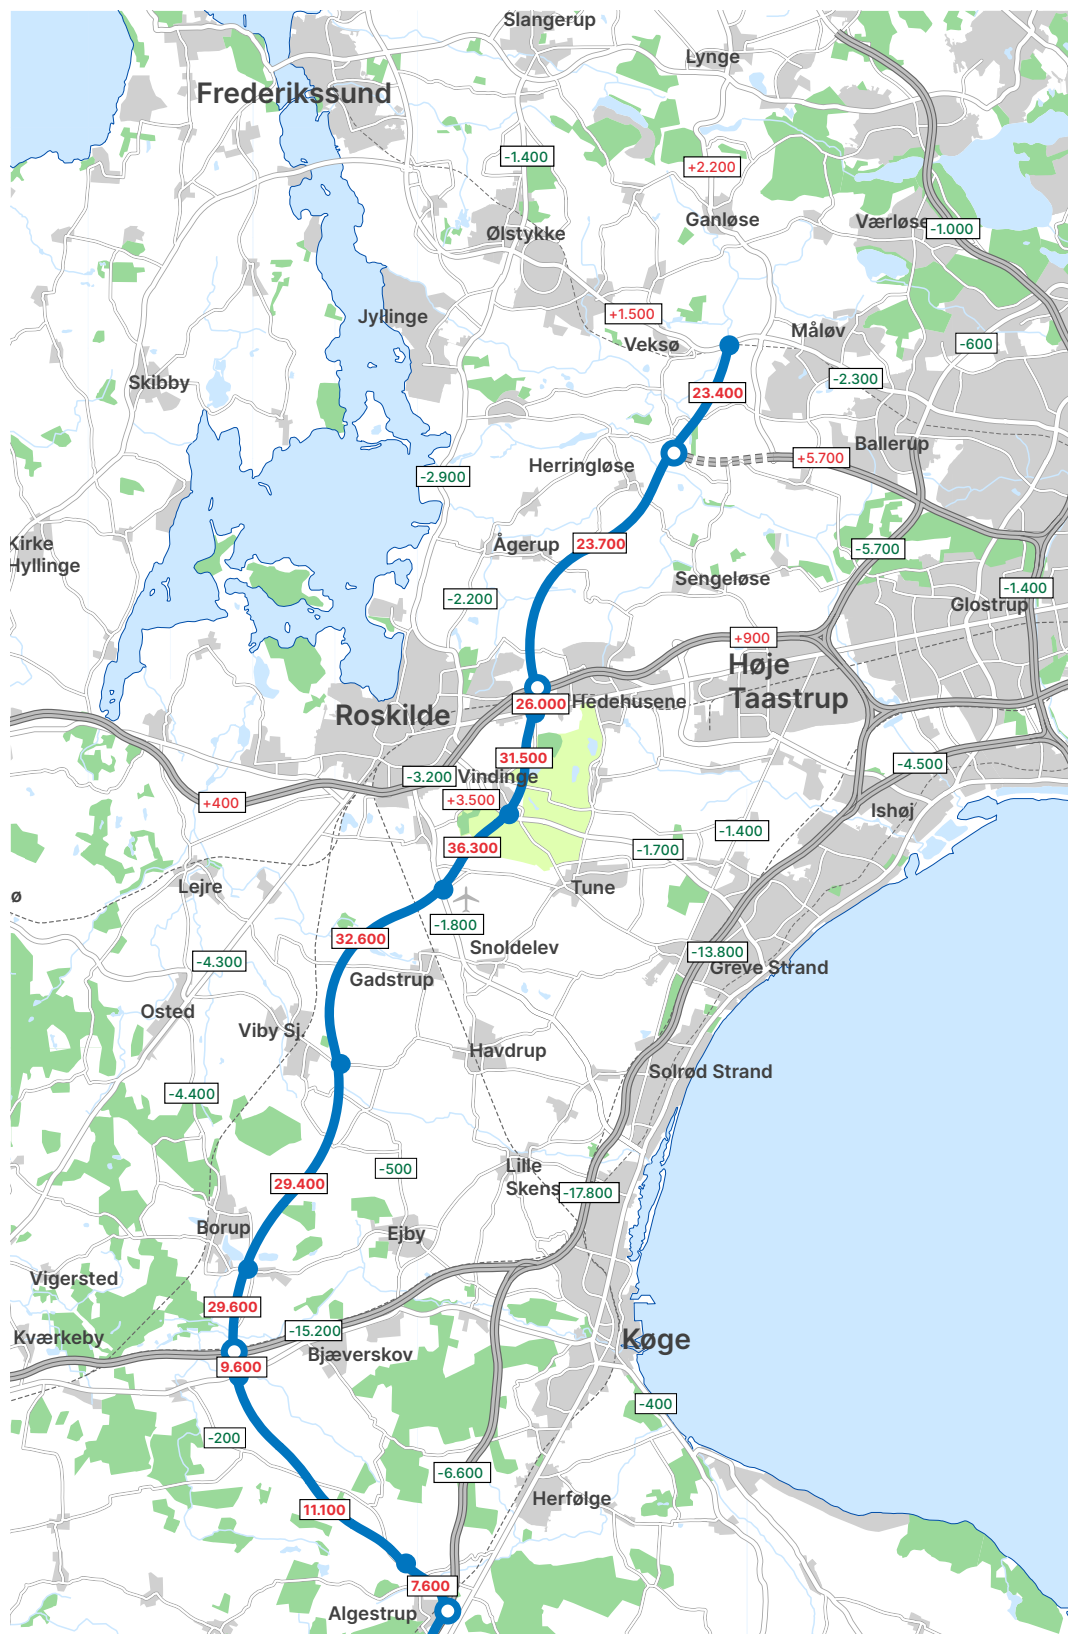 Slangerup
Lynge
Frederikssund
-1.400
+2.200
Ganløse
Værløse
-1.000
Ølstykke
Jyllinge
+1.500
Veksø
Måløv
-600
Skibby
-2.300
23.400
Ballerup
+5.700
Herringløse
-2.900
Kirke
Hyllinge
Ågerup
23.700
-5.700
Sengeløse
-1.400
-2.200
Glostrup
+900
Høje
Taastrup
26.000
Hedehusene
Roskilde
31.500
-4.500
-3.200
Vindinge
+3.500
+400
Ishøj
-1.400
36.300
-1.700
Lejre
Tune
ø
-1.800
32.600
Snoldelev
-13.800
Greve Strand
-4.300
Gadstrup
Osted
Viby Sj.
Havdrup
Solrød Strand
-4.400
-500
Lille
Skens
29.400
-17.800
Borup
Ejby
Vigersted
29.600
-15.200
Kværkeby
Køge
Bjæverskov
9.600
-400
-200
-6.600
11.100
Herfølge
7.600
Algestrup